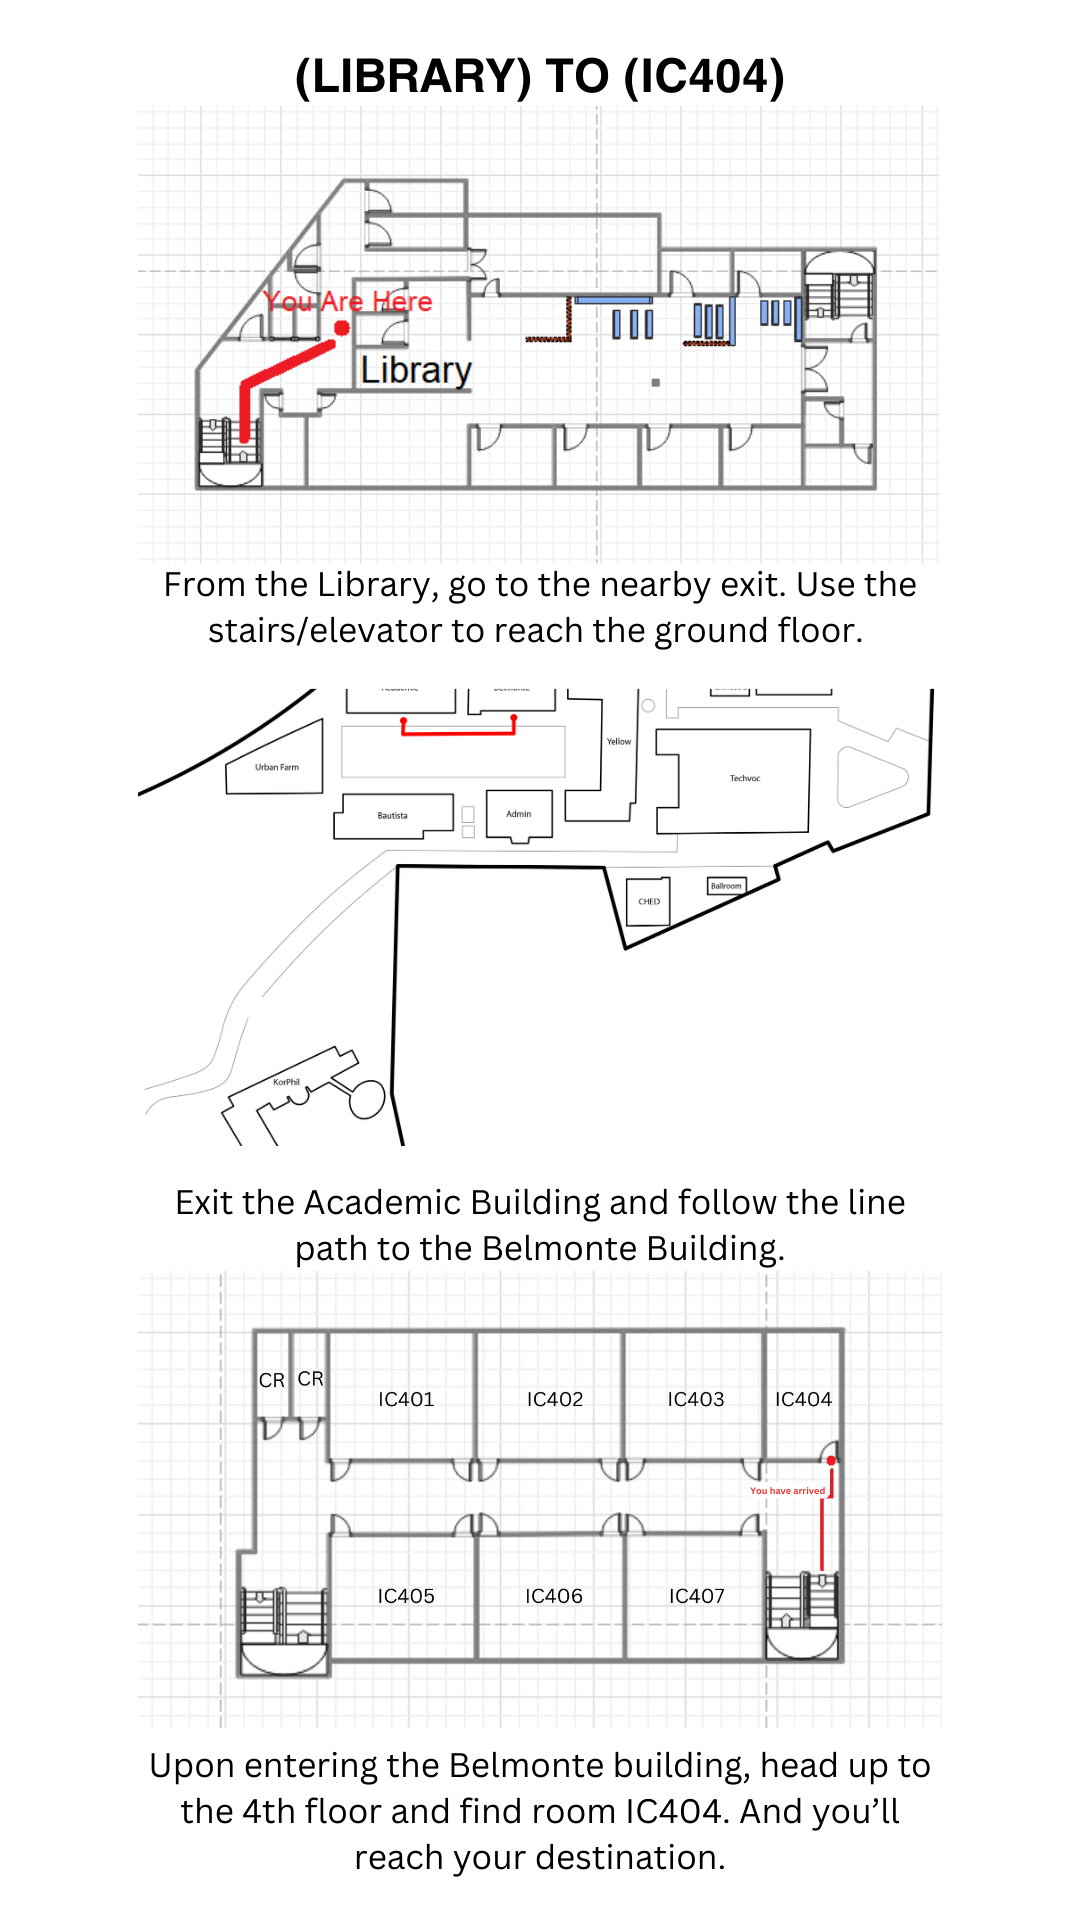 (LIBRARY) TO (IC404)
You Are Here
Library
From the Library, go to the nearby exit. Use the
stairs/elevator to reach the ground floor.
Yellow
Urban Farm
Techvoc
Bautista
Admin
CHED
Ballroom
KorPhil
Exit the Academic Building and follow the line
path to the Belmonte Building.
CR
CR
IC401
IC402
IC403
IC404
You have arrived
IC405
IC406
IC407
Upon entering the Belmonte building, head up to
the 4th floor and find room IC404. And you’ll
reach your destination.